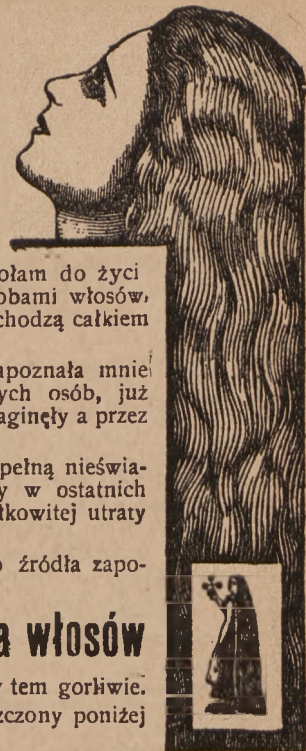 ołam do życi
obami włosów,
chodzą całkiem
apoznała mnie
ych osób, już
aginęły a przez
pełną nieświa-
y w ostatnich
łkowitej utraty
o źródła zapo-
a włosów
y tem gorliwie.
zczony poniżej